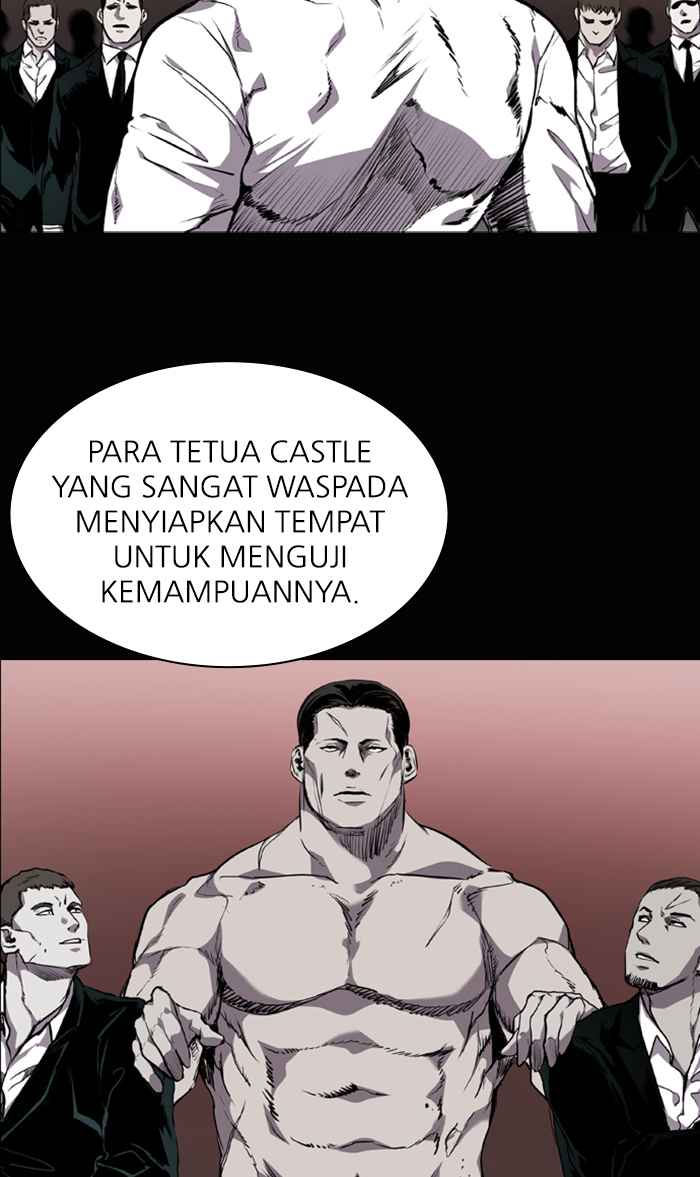 PARA TETUA CASTLE
YANG SANGAT WASPADA
MENYIAPKAN TEMPAT
UNTUK MENGUJI
KEMAMPUANNYA.